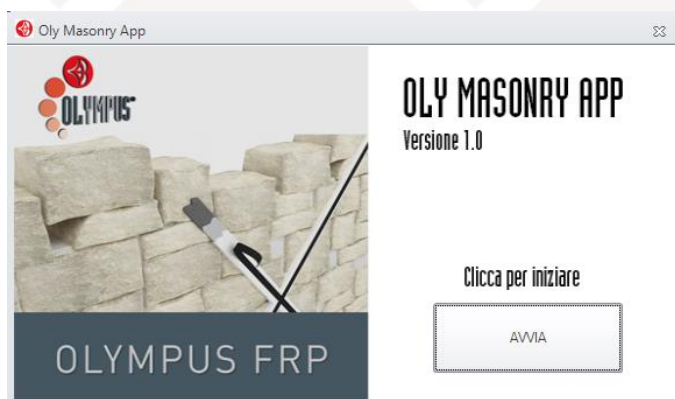 Oly Masonry App
OLYMPUS
OLY MASONRY APP
Versione 1.0
Clicca per iniziare
AVVIA
OLYMPUS FRP